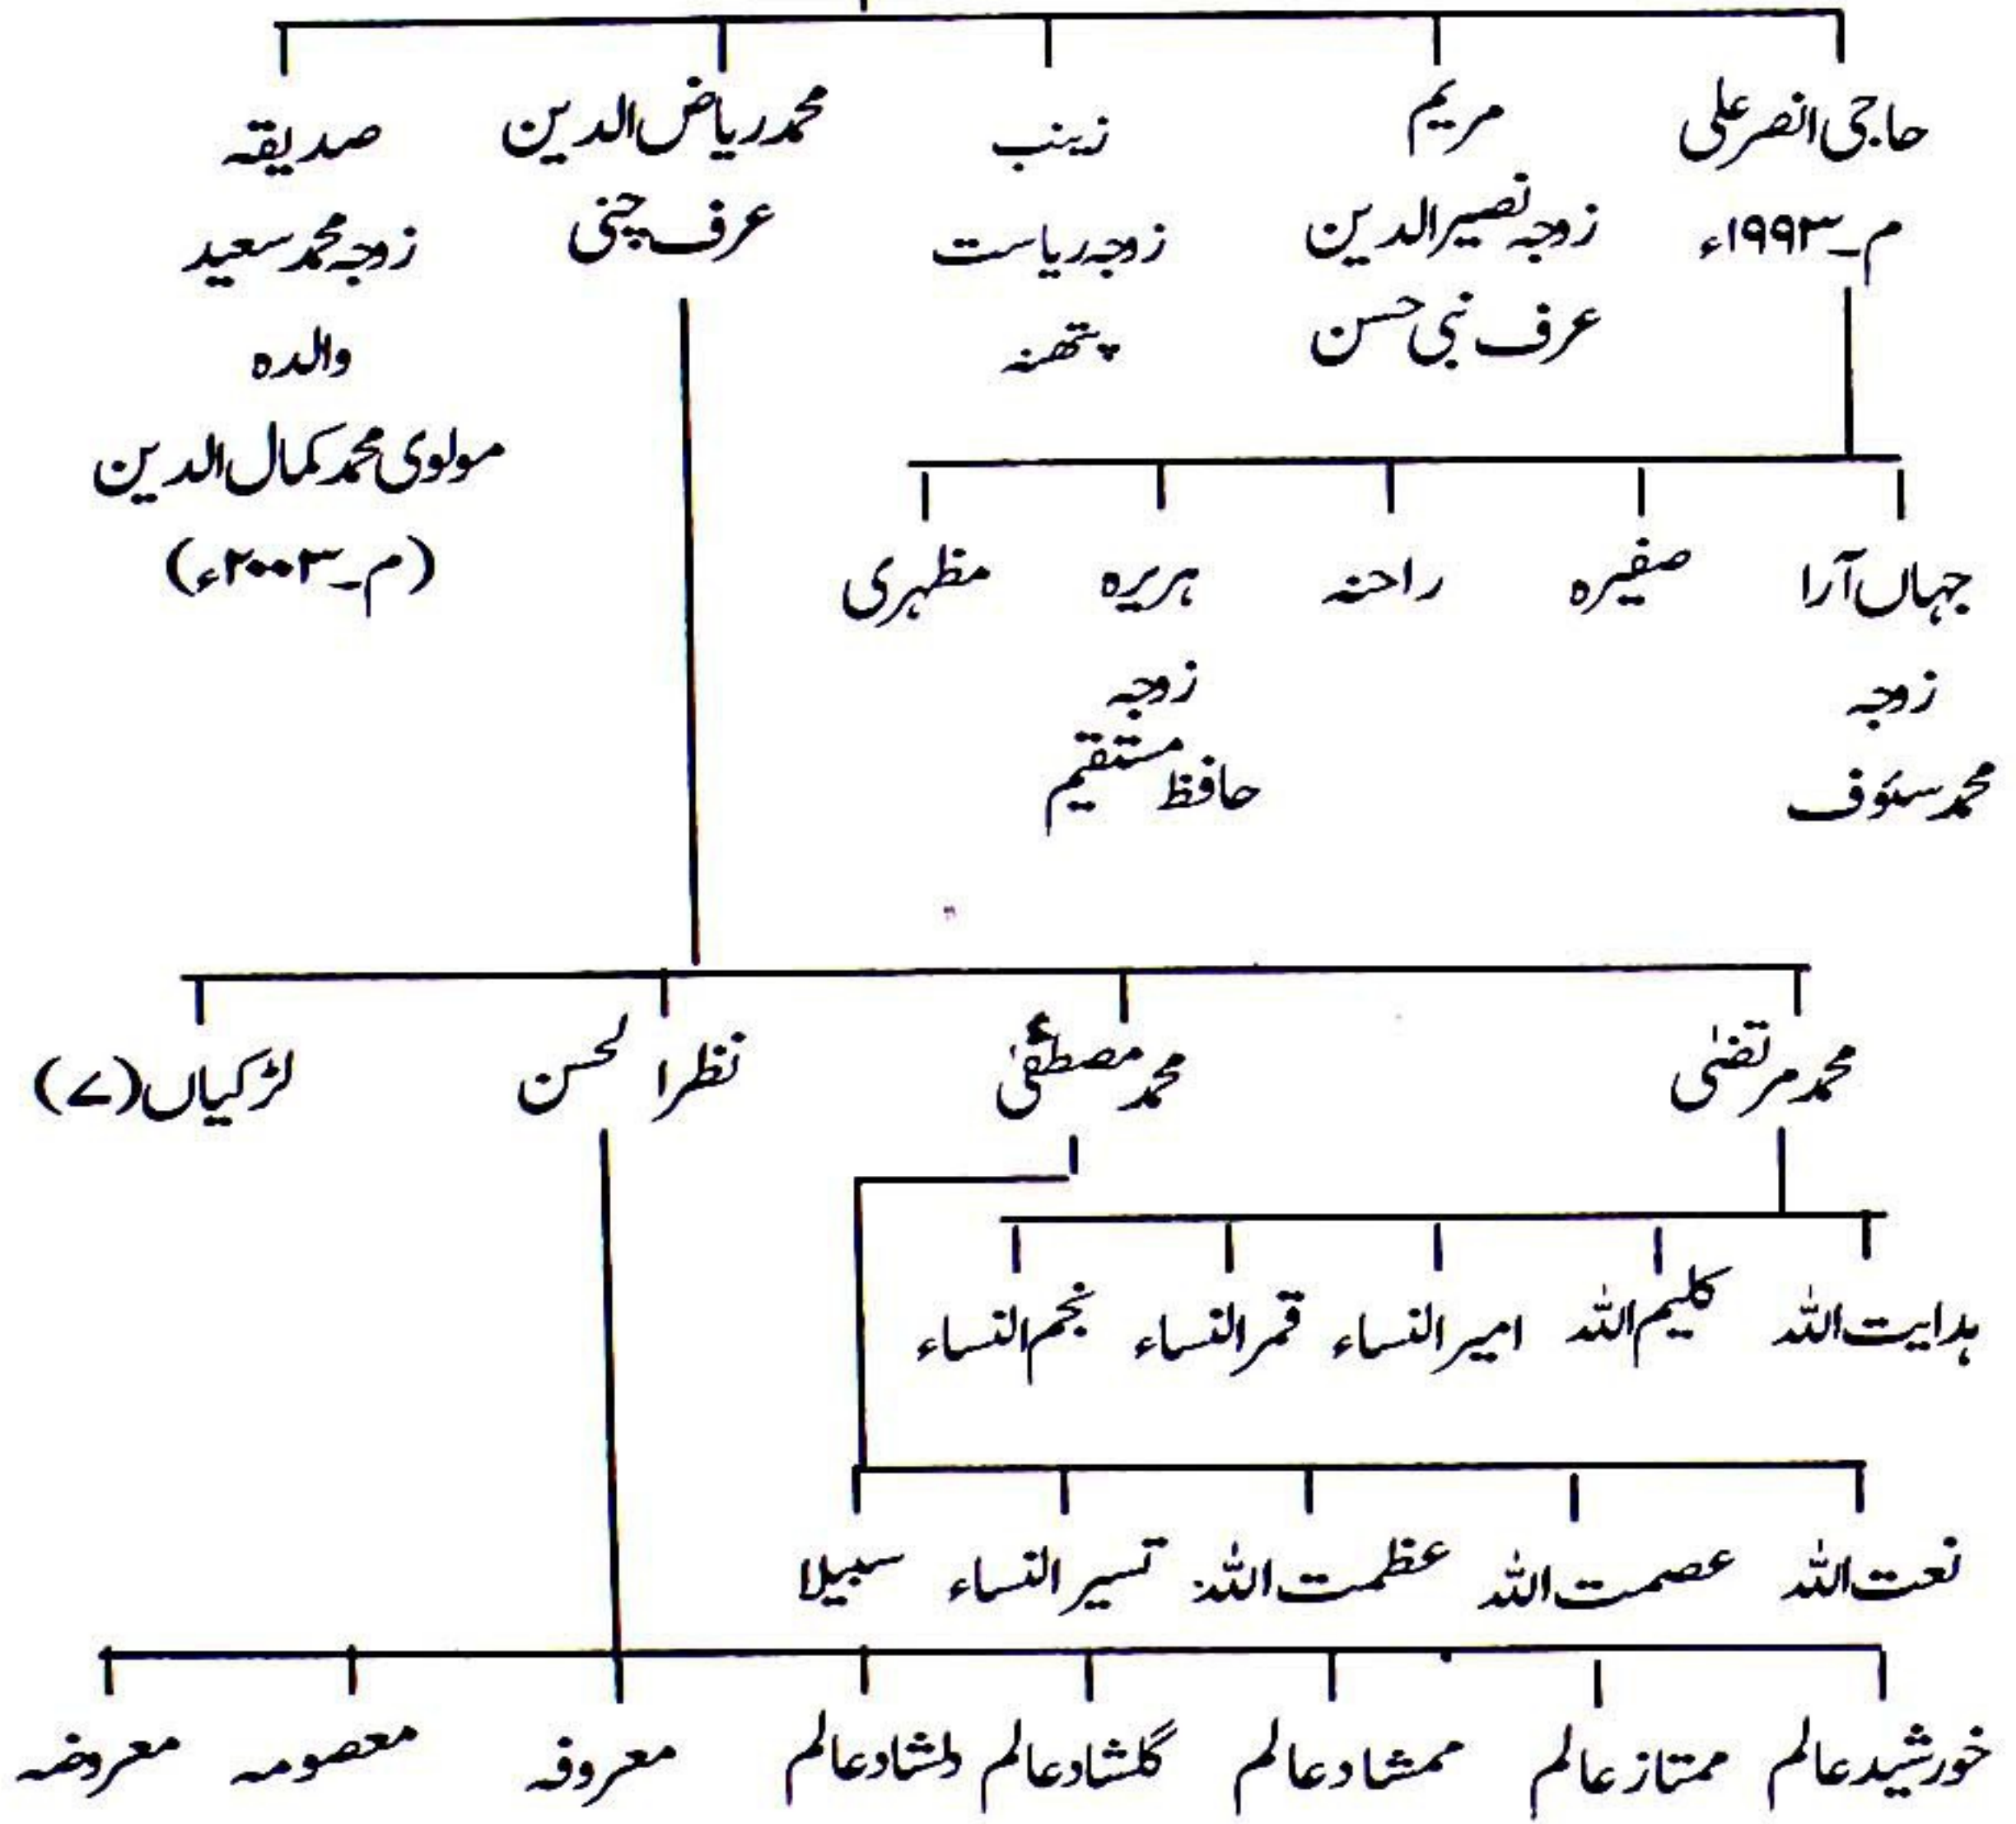 حاجی انصر علی
م۔۱۹۹۳ء
مریم
زوجہ نصیر الدین
عرف نبی حسن
زینب
زوجہ ریاست
پتھنہ
محمد ریاض الدین
عرف چنی
صدیقہ
زوجہ محمد سعید
والدہ
مولوی محمد کمال الدین
(م۔۲۰۰۳ء)
جہاں آرا
زوجہ
محمد سئوف
صفیرہ
راحنہ
ہریرہ
زوجہ
حافظ مستقیم
مظہری
محمد مرتضیٰ
محمد مصطفیٰ
نظر الحسن
لڑکیاں (۷)
ہدایت اللہ
کلیم اللہ
امیر النساء
قمر النساء
نجم النساء
نعت اللہ
عصمت اللہ
عظمت اللہ
تسیر النساء
سبیلا
خورشید عالم
ممتاز عالم
ممشاد عالم
گلشاد عالم
دلشاد عالم
معروفہ
معصومہ
معروضہ